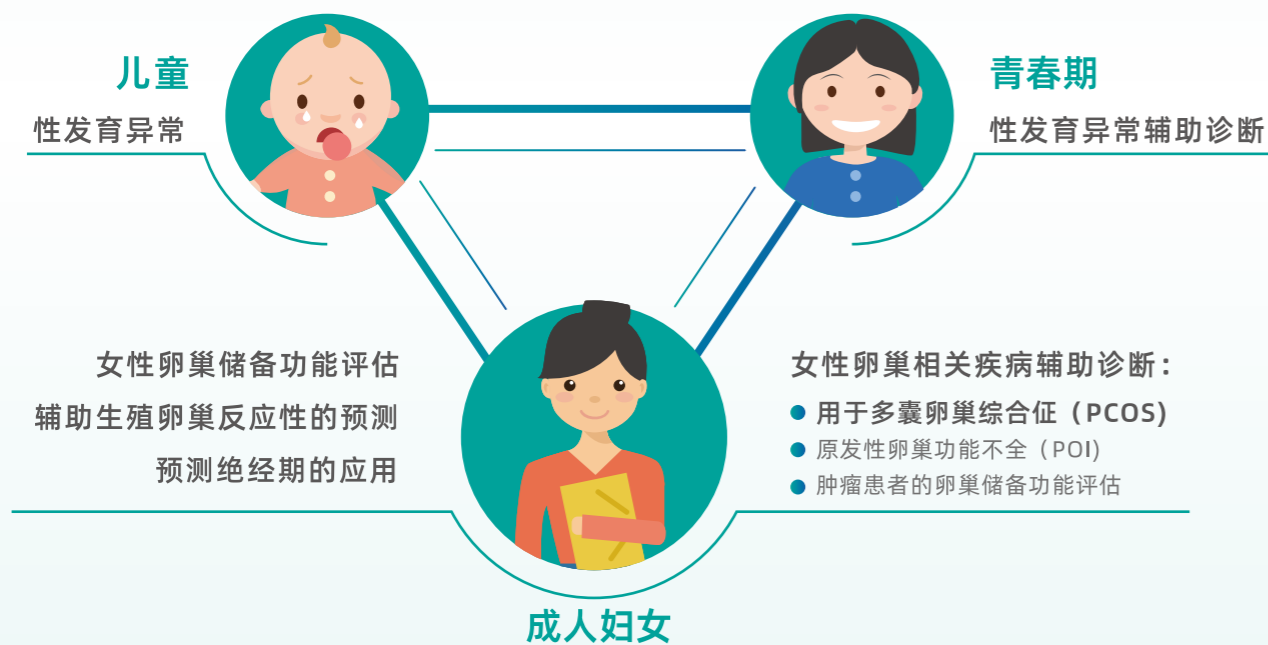 儿童
性发育异常
青春期
性发育异常辅助诊断
女性卵巢储备功能评估
辅助生殖卵巢反应性的预测
预测绝经期的应用
女性卵巢相关疾病辅助诊断：
用于多囊卵巢综合征（PCOS)
原发性卵巢功能不全（POI)
肿瘤患者的卵巢储备功能评估
成人妇女